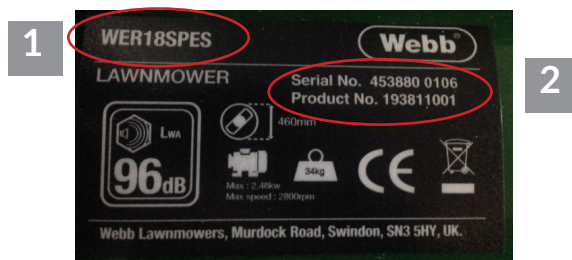 1
WER18SPES
Webb
LAWNMOWER
Serial No. 453880 0106
Product No. 193811001
2
LWA
460mm
96dB
34kg
CE
Max : 2.48kw
Max speed : 2800rpm
Webb Lawnmowers, Murdock Road, Swindon, SN3 5HY, UK.